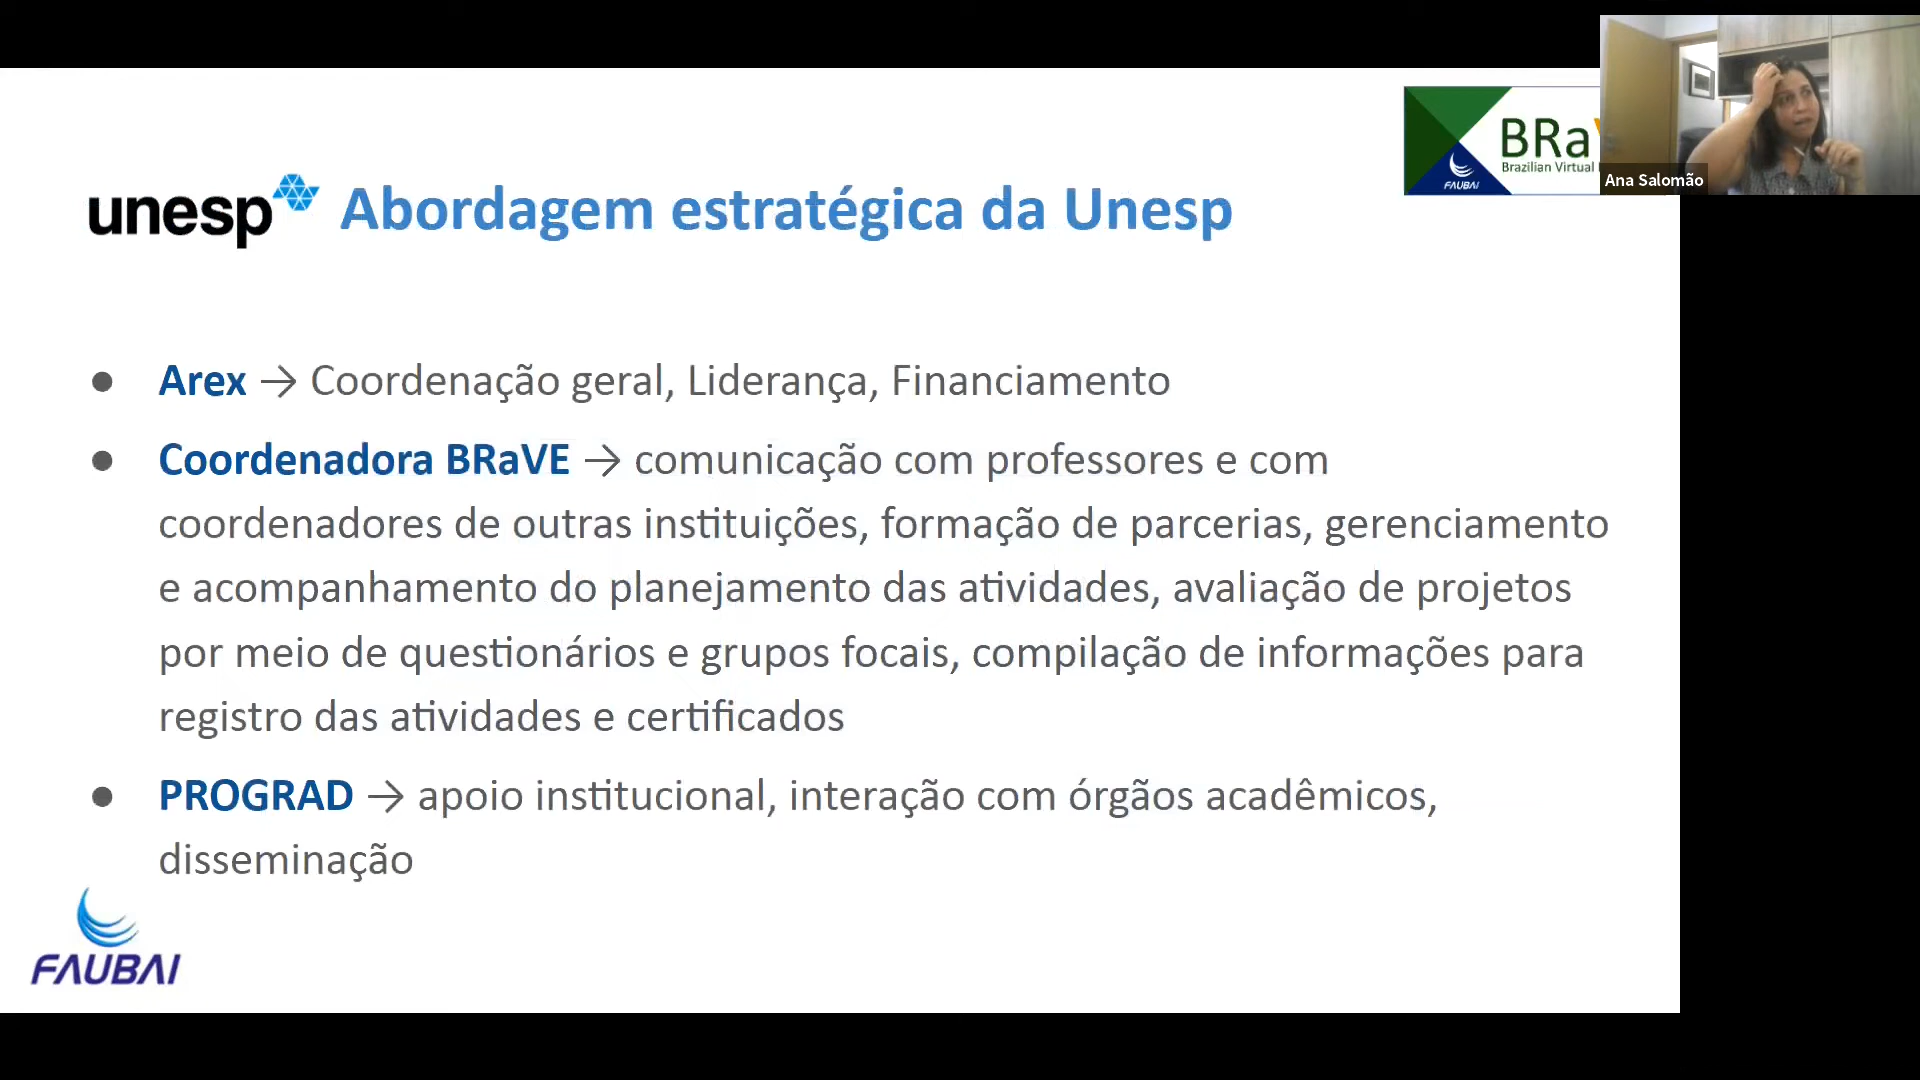 BRa
Brazilian Virtual
FAUBAI
Ana Salomão
unesp Abordagem estratégica da Unesp
● Arex → Coordenação geral, Liderança, Financiamento
● Coordenadora BRaVE → comunicação com professores e com
coordenadores de outras instituições, formação de parcerias, gerenciamento
e acompanhamento do planejamento das atividades, avaliação de projetos
por meio de questionários e grupos focais, compilação de informações para
registro das atividades e certificados
● PROGRAD → apoio institucional, interação com órgãos acadêmicos,
disseminação
FAUBAI